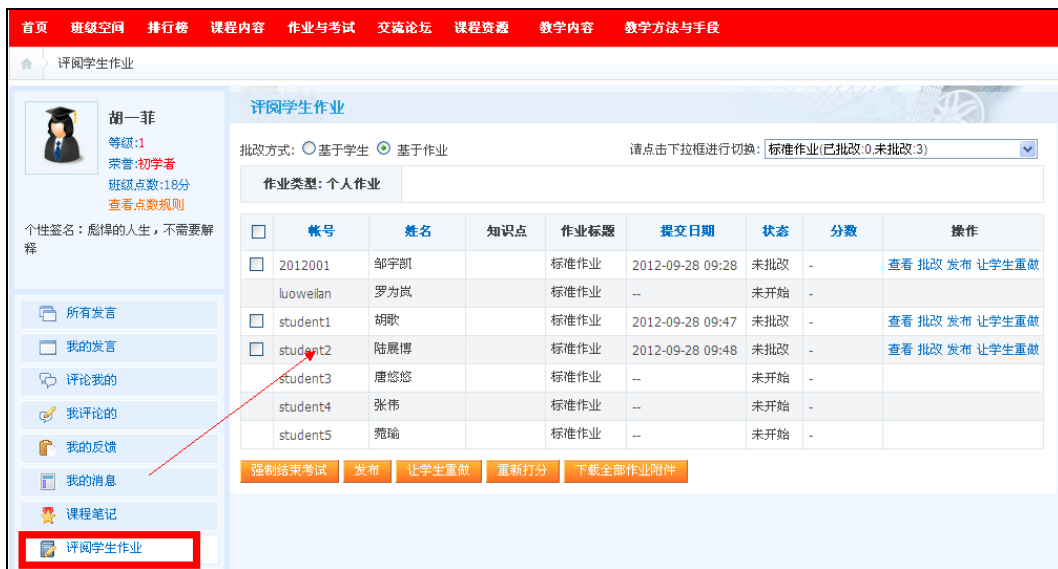 首页 班级空间 排行榜 课程内容 作业与考试 交流论坛 课程资源 教学内容 教学方法与手段
评阅学生作业
胡一菲
等级:1
荣誉:初学者
班级点数:18分
查看点数规则
个性签名：彪悍的人生，不需要解
释
所有发言
我的发言
评论我的
我评论的
我的反馈
我的消息
课程笔记
评阅学生作业
评阅学生作业
批改方式: 基于学生 基于作业 请点击下拉框进行切换: 标准作业(已批改:0,未批改:3)
作业类型: 个人作业
帐号 姓名 知识点 作业标题 提交日期 状态 分数 操作
2012001 邹宇凯 标准作业 2012-09-28 09:28 未批改 - 查看 批改 发布 让学生重做
luoweilan 罗为岚 标准作业 -- 未开始 -
student1 胡歌 标准作业 2012-09-28 09:47 未批改 - 查看 批改 发布 让学生重做
student2 陆展博 标准作业 2012-09-28 09:48 未批改 - 查看 批改 发布 让学生重做
student3 唐悠悠 标准作业 -- 未开始 -
student4 张伟 标准作业 -- 未开始 -
student5 菀瑜 标准作业 -- 未开始 -
强制结束考试 发布 让学生重做 重新打分 下载全部作业附件